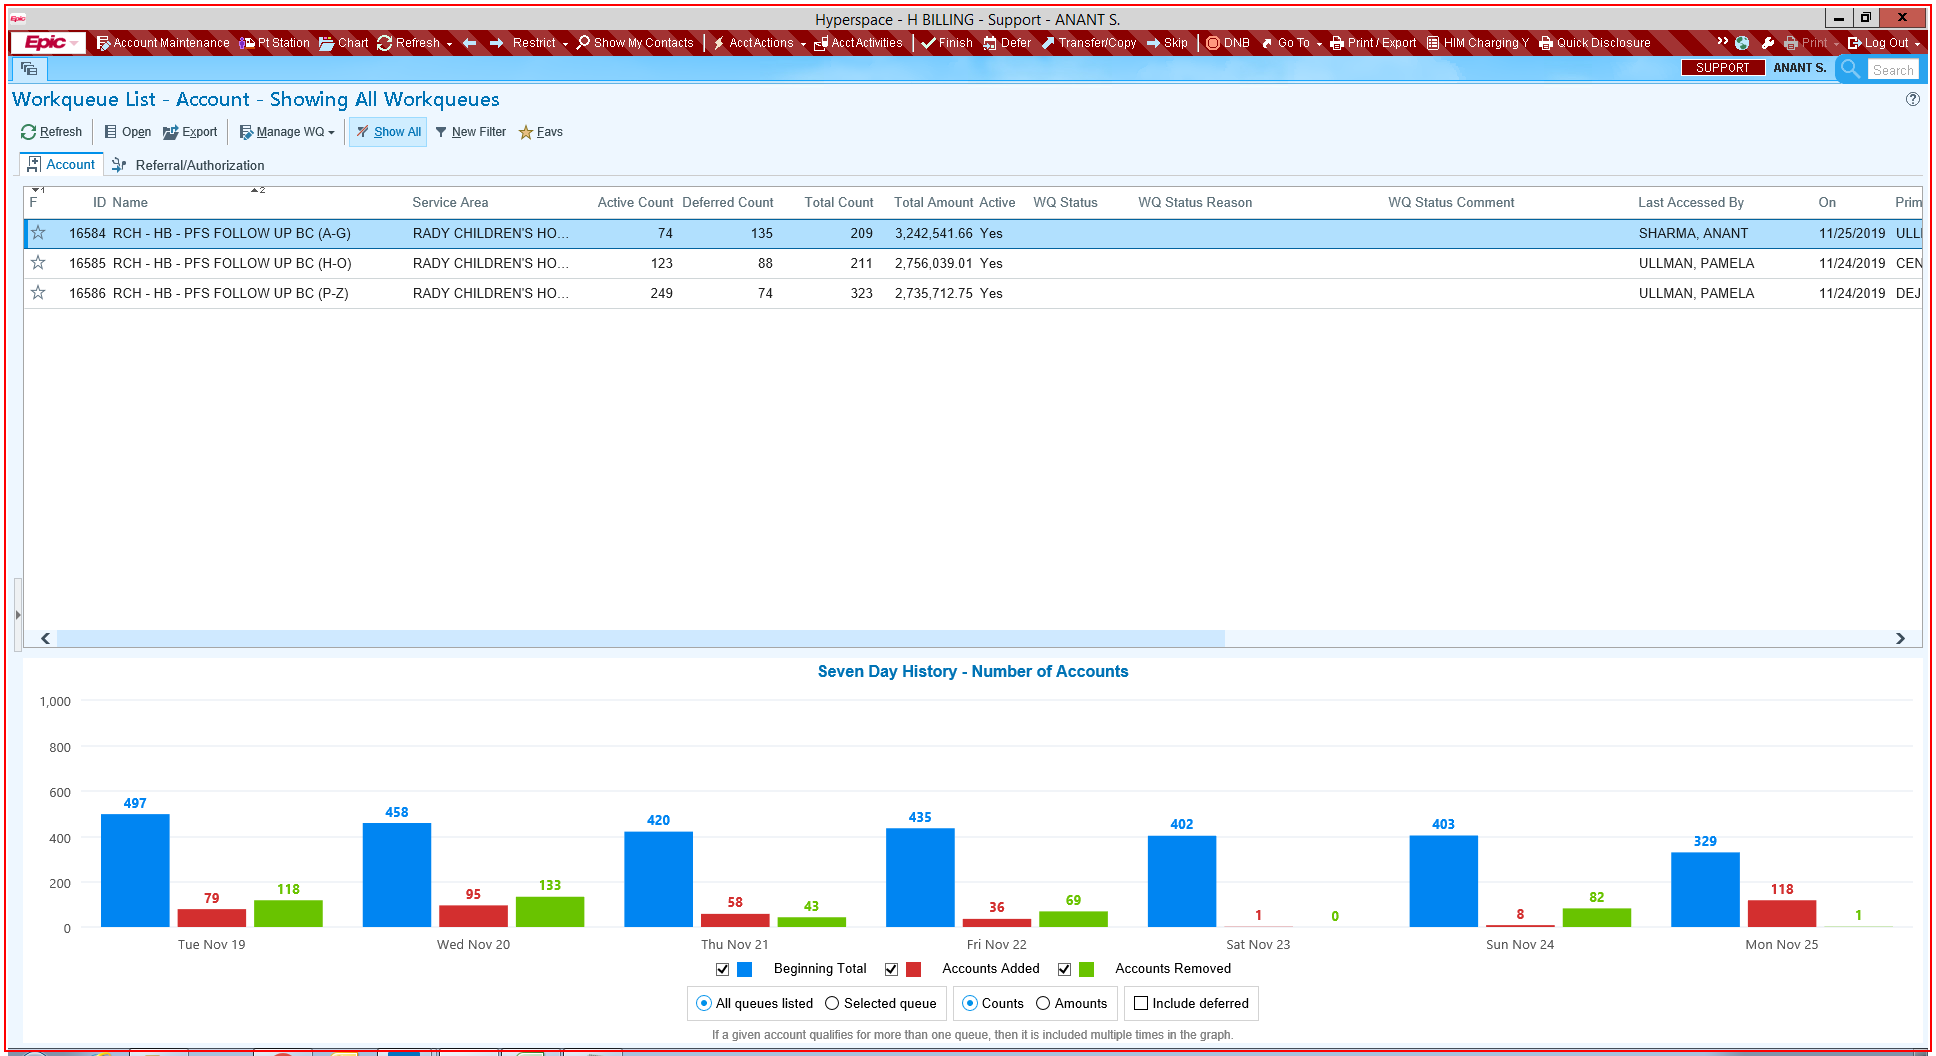 Epic Hyperspace - H BILLING - Support - ANANT S.
Epic Account Maintenance Pt Station Chart Refresh Restrict Show My Contacts Acct Actions Acct Activities Finish Defer Transfer/Copy Skip DNB Go To Print / Export HIM Charging Y Quick Disclosure Print Log Out
SUPPORT ANANT S. Search
Workqueue List - Account - Showing All Workqueues
Refresh Open Export Manage WQ Show All New Filter Favs
Account Referral/Authorization
1 2
F ID Name Service Area Active Count Deferred Count Total Count Total Amount Active WQ Status WQ Status Reason WQ Status Comment Last Accessed By On Prim
16584 RCH - HB - PFS FOLLOW UP BC (A-G) RADY CHILDREN'S HO... 74 135 209 3,242,541.66 Yes SHARMA, ANANT 11/25/2019 ULL
16585 RCH - HB - PFS FOLLOW UP BC (H-O) RADY CHILDREN'S HO... 123 88 211 2,756,039.01 Yes ULLMAN, PAMELA 11/24/2019 CEN
16586 RCH - HB - PFS FOLLOW UP BC (P-Z) RADY CHILDREN'S HO... 249 74 323 2,735,712.75 Yes ULLMAN, PAMELA 11/24/2019 DEJ
Seven Day History - Number of Accounts
1,000
800
600
400
200
0
497 79 118
458 95 133
420 58 43
435 36 69
402 1 0
403 8 82
329 118 1
Tue Nov 19 Wed Nov 20 Thu Nov 21 Fri Nov 22 Sat Nov 23 Sun Nov 24 Mon Nov 25
Beginning Total Accounts Added Accounts Removed
All queues listed Selected queue Counts Amounts Include deferred
If a given account qualifies for more than one queue, then it is included multiple times in the graph.